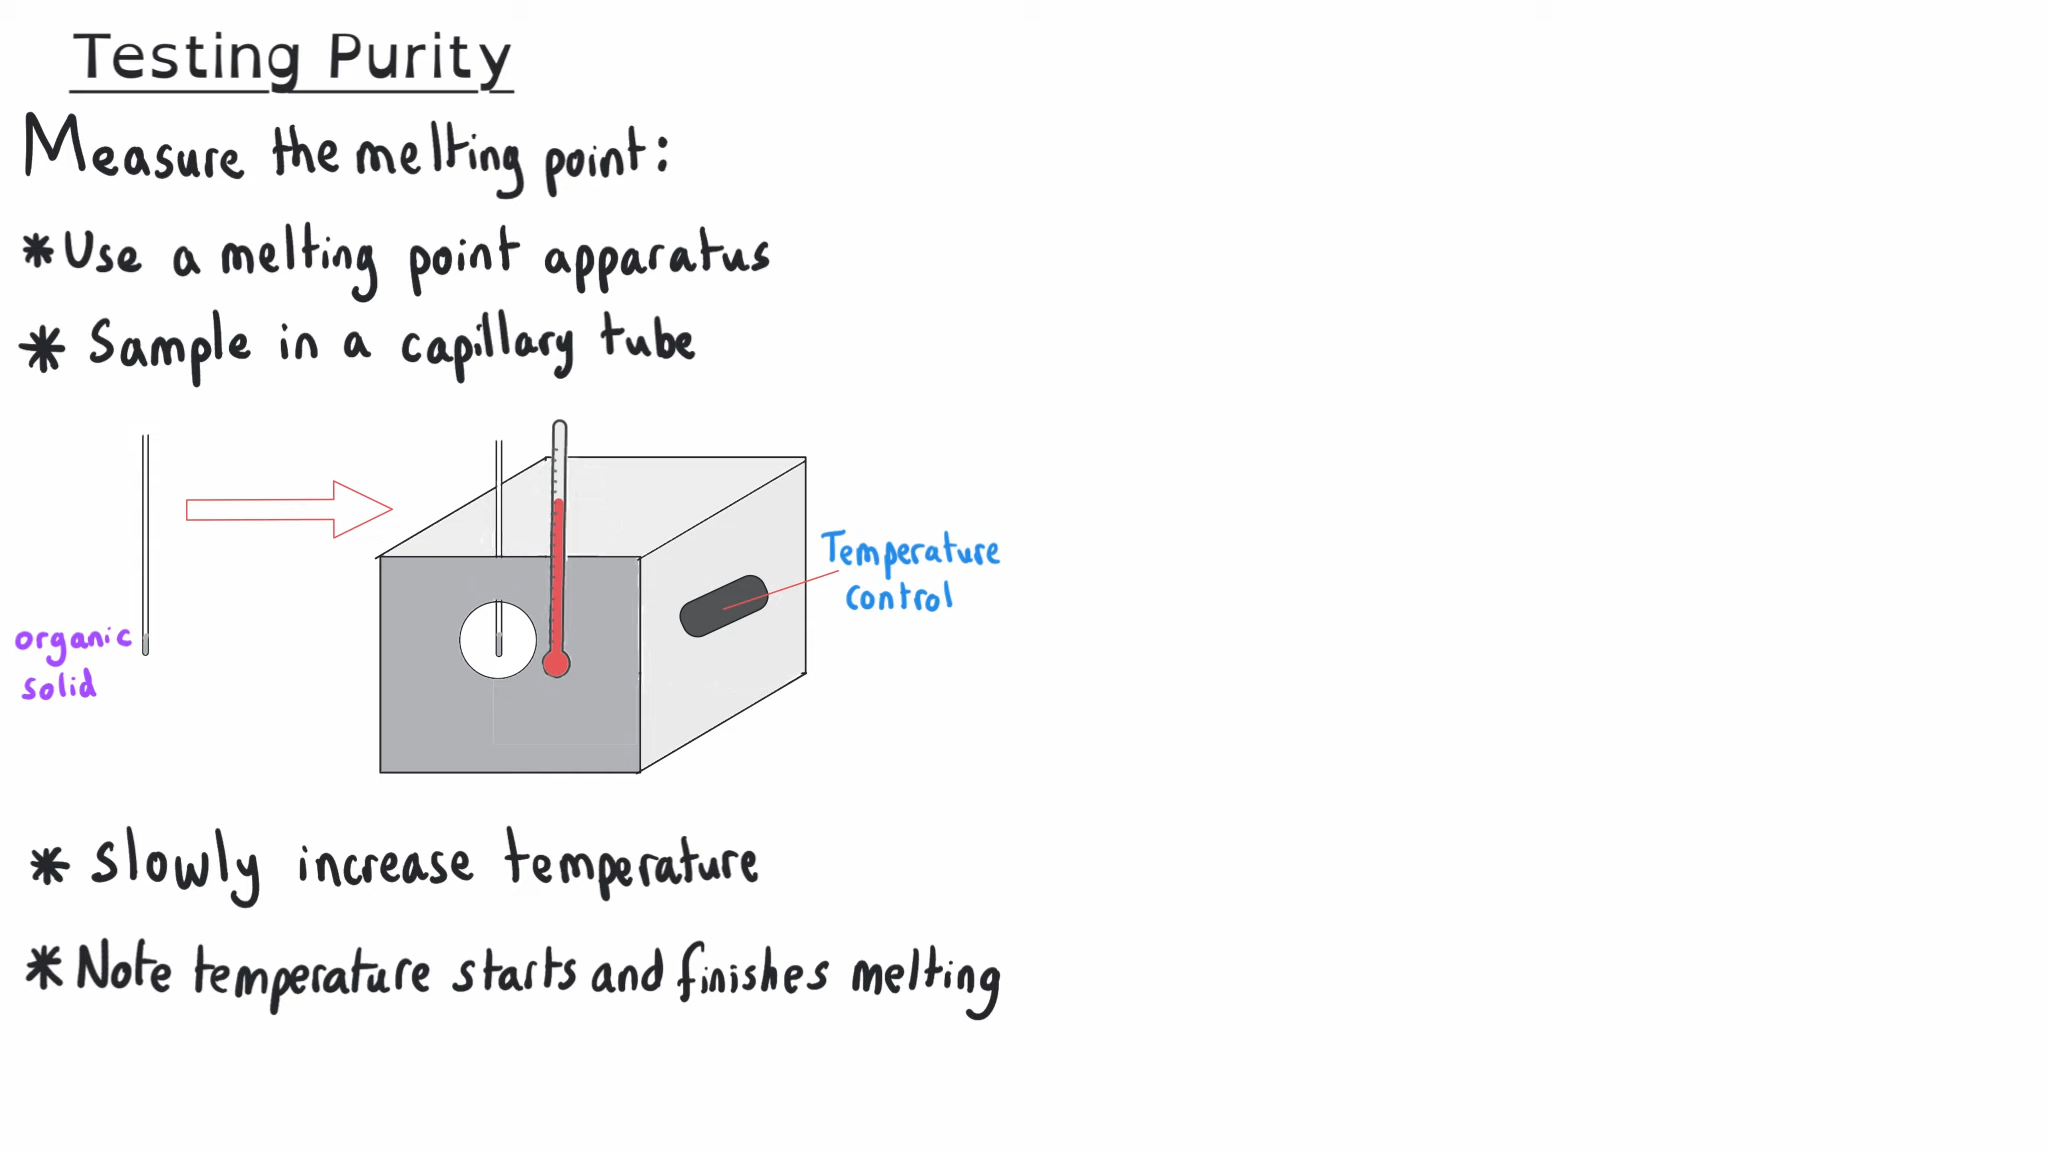 Testing Purity
Measure the melting point:
* Use a melting point apparatus
* Sample in a capillary tube
Temperature
control
organic
solid
* Slowly increase temperature
* Note temperature starts and finishes melting